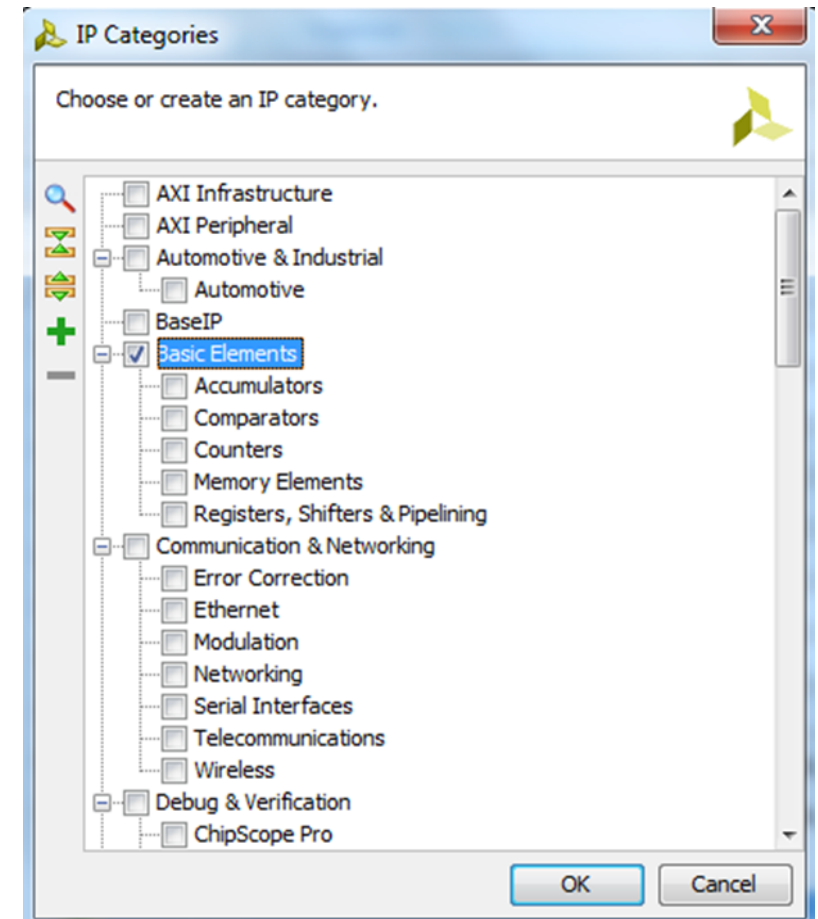 IP Categories
Choose or create an IP category.
AXI Infrastructure
AXI Peripheral
Automotive & Industrial
Automotive
BaseIP
Basic Elements
Accumulators
Comparators
Counters
Memory Elements
Registers, Shifters & Pipelining
Communication & Networking
Error Correction
Ethernet
Modulation
Networking
Serial Interfaces
Telecommunications
Wireless
Debug & Verification
ChipScope Pro
OK Cancel